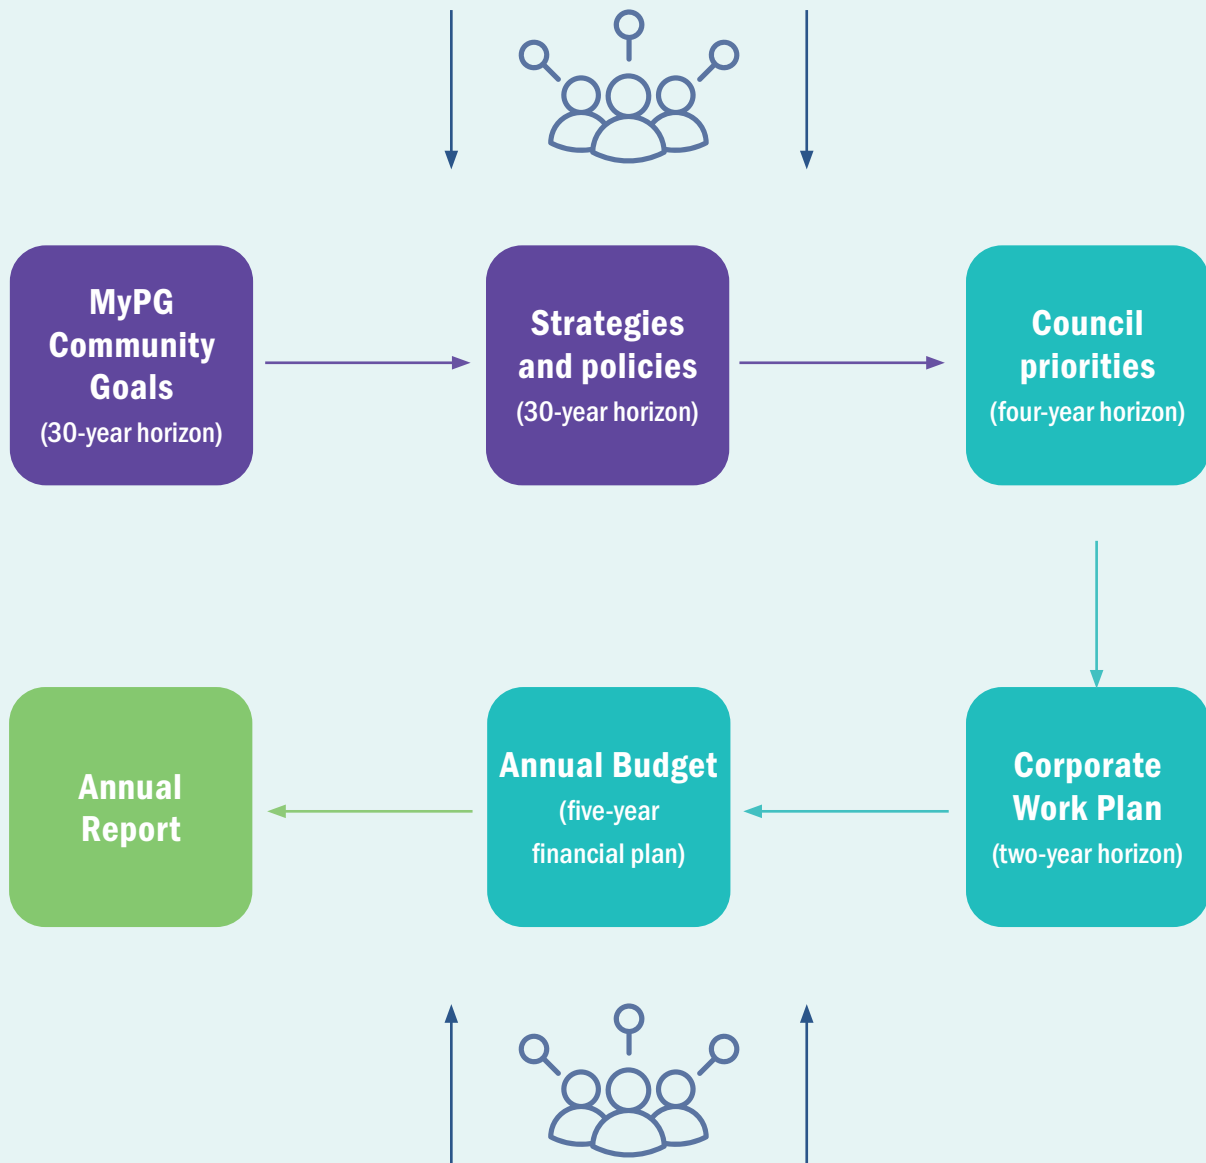 MyPG
Community
Goals
(30-year horizon)
Strategies
and policies
(30-year horizon)
Council
priorities
(four-year horizon)
Annual
Report
Annual Budget
(five-year
financial plan)
Corporate
Work Plan
(two-year horizon)